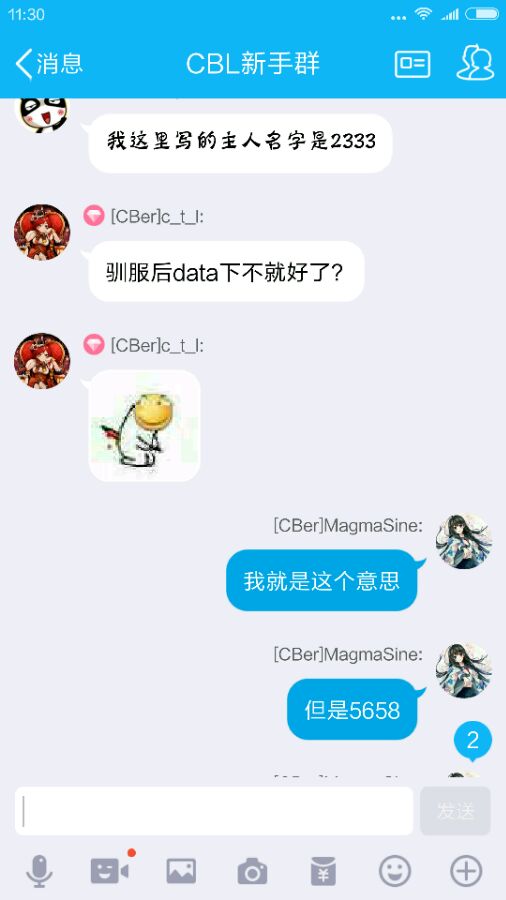 11:30
消息
CBL新手群
我这里写的主人名字是2333
[CBer]c_t_l:
驯服后data下不就好了?
[CBer]c_t_l:
[CBer]MagmaSine:
我就是这个意思
[CBer]MagmaSine:
但是5658
2
发送